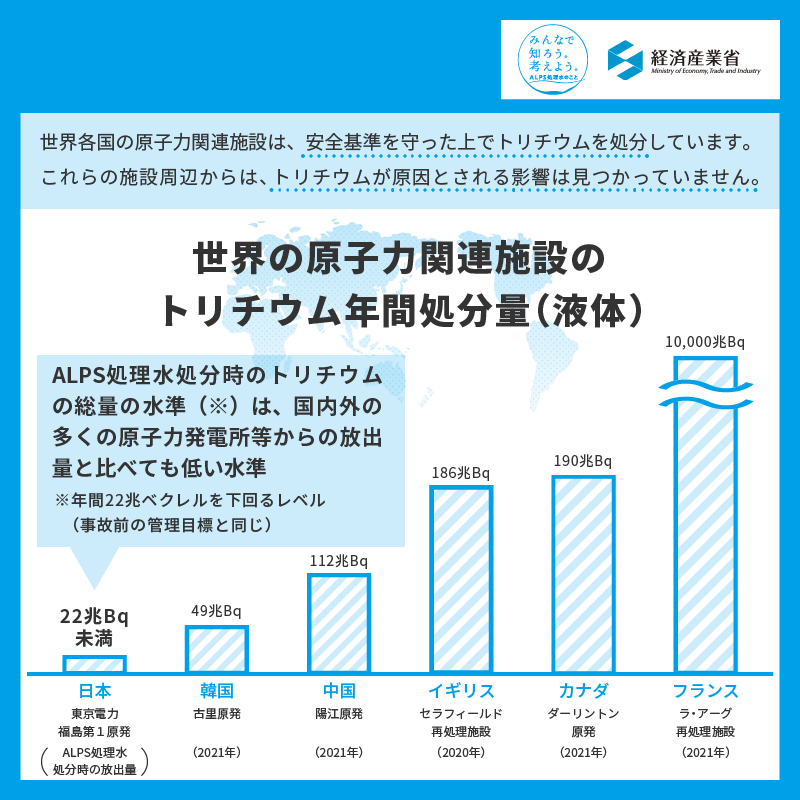 みんなで
知ろう。
考えよう。
ALPS処理水のこと
経済産業省
Ministry of Economy, Trade and Industry
世界各国の原子力関連施設は、安全基準を守った上でトリチウムを処分しています。
これらの施設周辺からは、トリチウムが原因とされる影響は見つかっていません。
世界の原子力関連施設の
トリチウム年間処分量（液体）
ALPS処理水処分時のトリチウム
の総量の水準（※）は、国内外の
多くの原子力発電所等からの放出
量と比べても低い水準
※年間22兆ベクレルを下回るレベル
（事故前の管理目標と同じ）
22兆Bq
未満
49兆Bq
112兆Bq
186兆Bq
190兆Bq
10,000兆Bq
日本
東京電力
福島第１原発
（ALPS処理水
処分時の放出量）
韓国
古里原発
（2021年）
中国
陽江原発
（2021年）
イギリス
セラフィールド
再処理施設
（2020年）
カナダ
ダーリントン
原発
（2021年）
フランス
ラ・アーグ
再処理施設
（2021年）